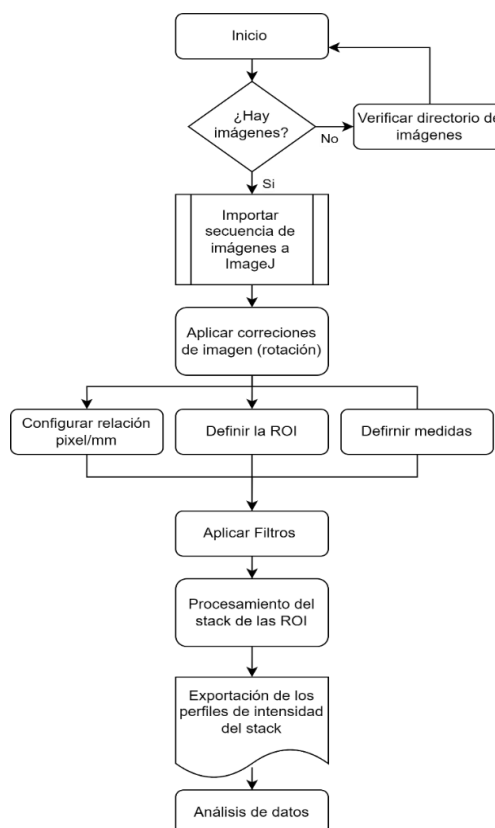 Inicio
¿Hay
imágenes?
No
Verificar directorio de
imágenes
Si
Importar
secuencia de
imágenes a
ImageJ
Aplicar correciones
de imagen (rotación)
Configurar relación
pixel/mm
Definir la ROI
Defirnir medidas
Aplicar Filtros
Procesamiento del
stack de las ROI
Exportación de los
perfiles de intensidad
del stack
Análisis de datos